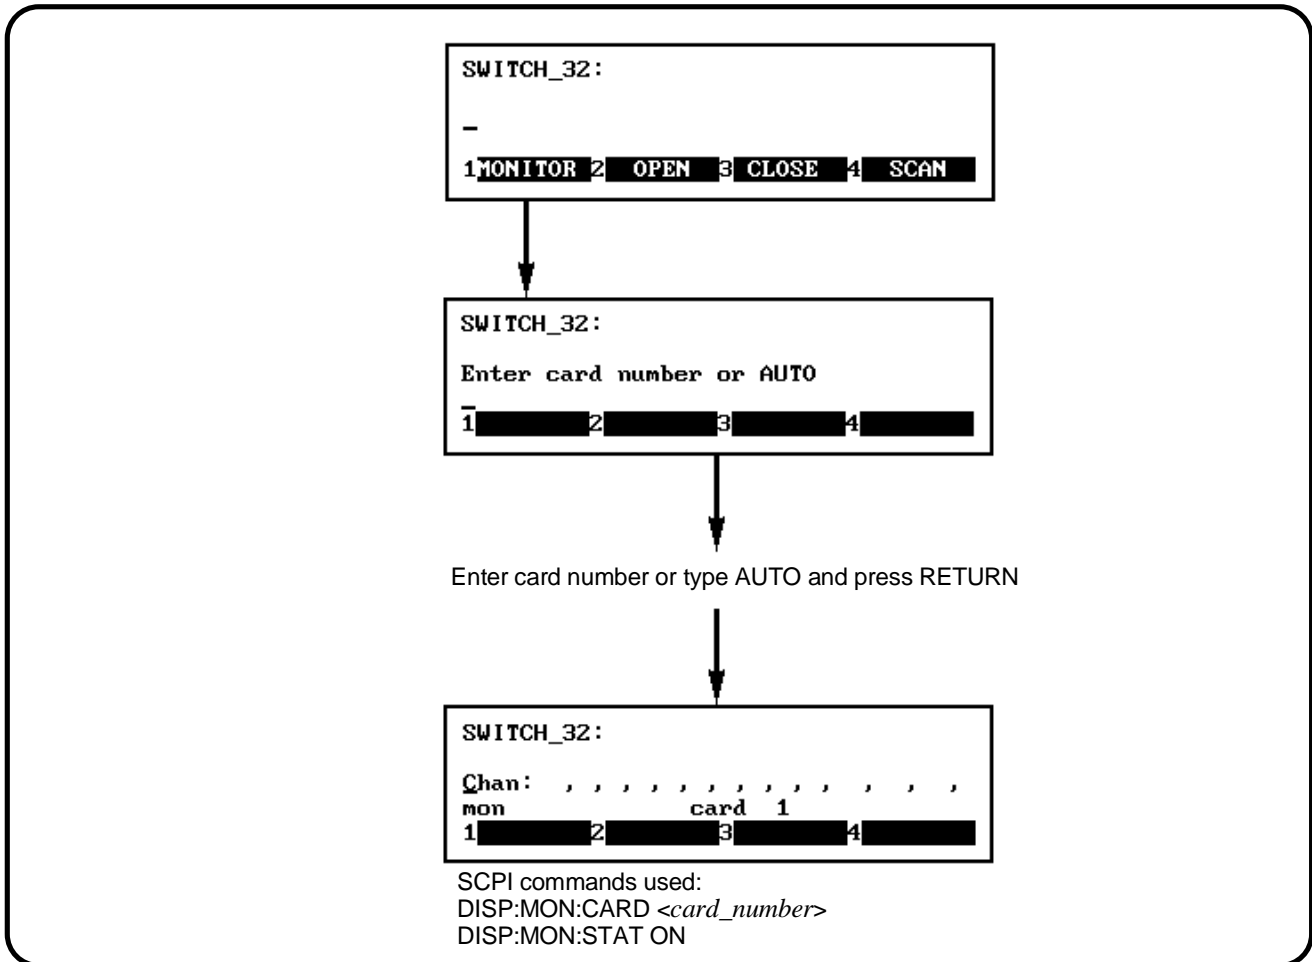 SWITCH_32:
_
1 MONITOR 2 OPEN 3 CLOSE 4 SCAN
SWITCH_32:
Enter card number or AUTO
_
1 2 3 4
Enter card number or type AUTO and press RETURN
SWITCH_32:
Chan: , , , , , , , , , , , , ,
mon card 1
1 2 3 4
SCPI commands used:
DISP:MON:CARD <card_number>
DISP:MON:STAT ON